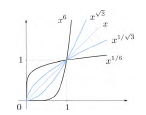 x^6
x^√3
x
x^{1/√3}
x^{1/6}
1
0
1